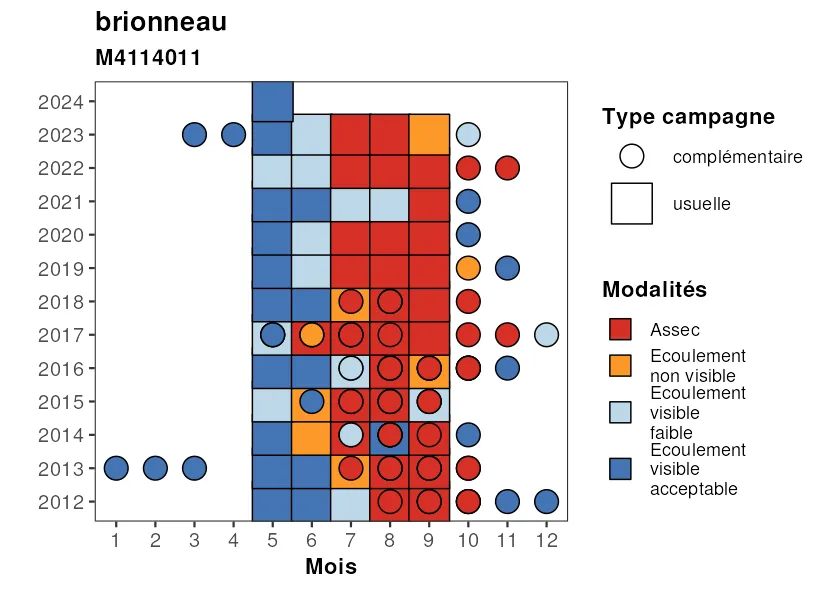 brionneau
M4114011
2024
2023
2022
2021
2020
2019
2018
2017
2016
2015
2014
2013
2012
1 2 3 4 5 6 7 8 9 10 11 12
Mois
Type campagne
complémentaire
usuelle
Modalités
Assec
Ecoulement
non visible
Ecoulement
visible
faible
Ecoulement
visible
acceptable